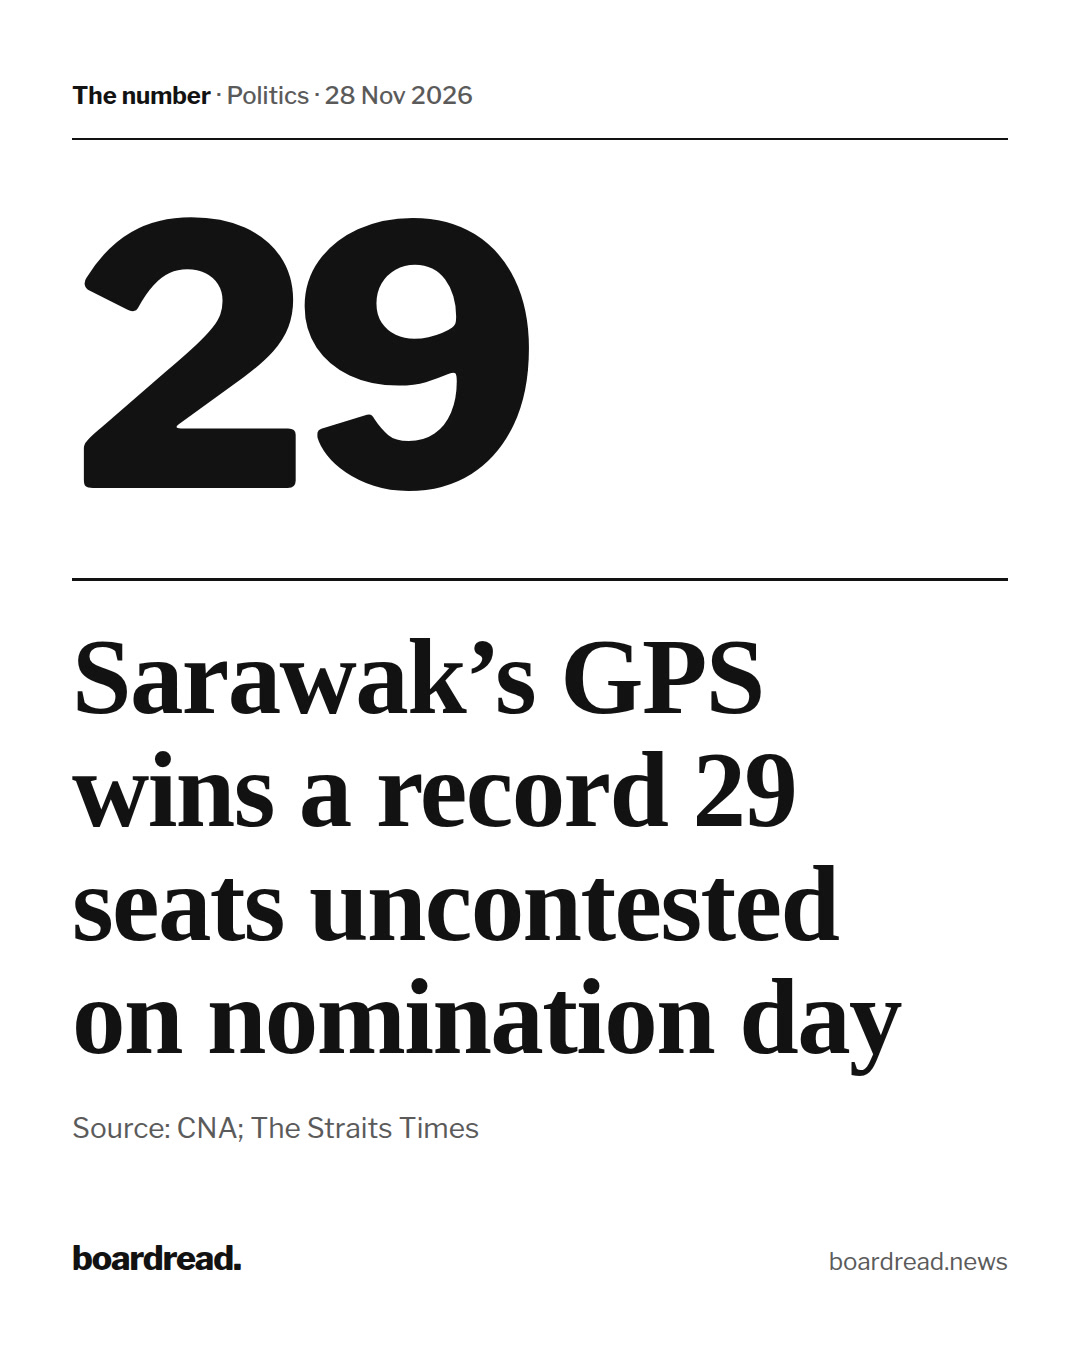 The number · Politics · 28 Nov 2026
29
Sarawak’s GPS
wins a record 29
seats uncontested
on nomination day
Source: CNA; The Straits Times
boardread.
boardread.news